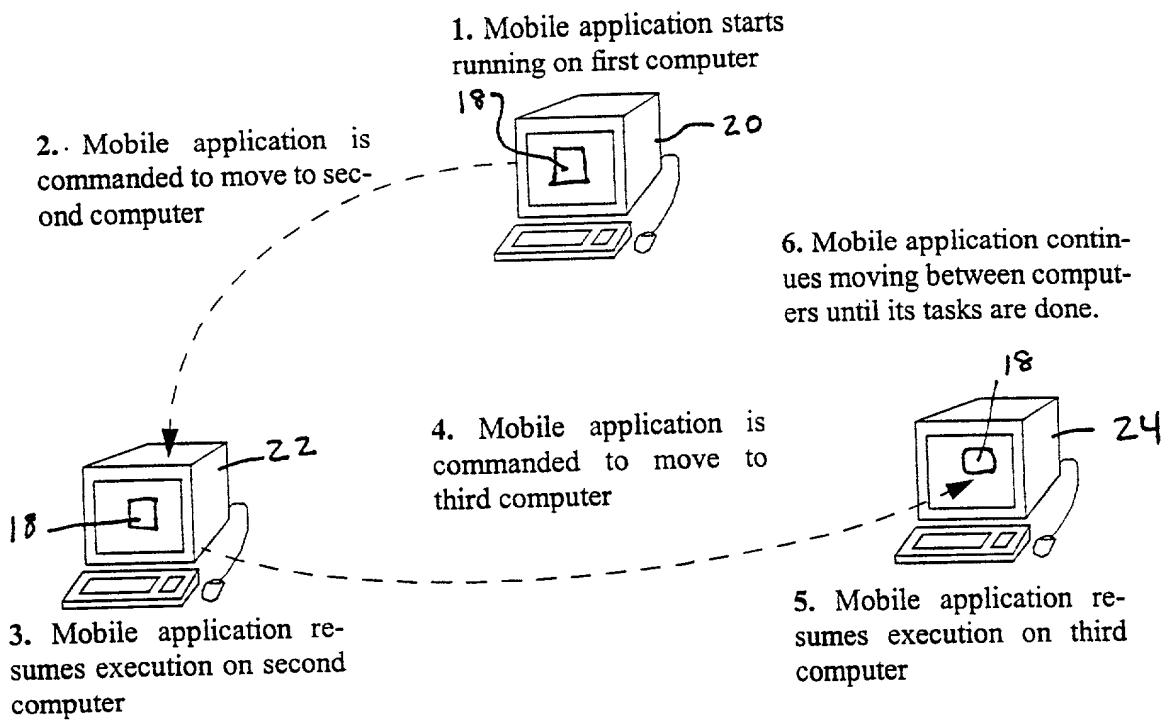 1. Mobile application starts
running on first computer
18
20
2. Mobile application is
commanded to move to sec-
ond computer
6. Mobile application contin-
ues moving between comput-
ers until its tasks are done.
18
24
4. Mobile application is
commanded to move to
third computer
22
18
3. Mobile application re-
sumes execution on second
computer
5. Mobile application re-
sumes execution on third
computer